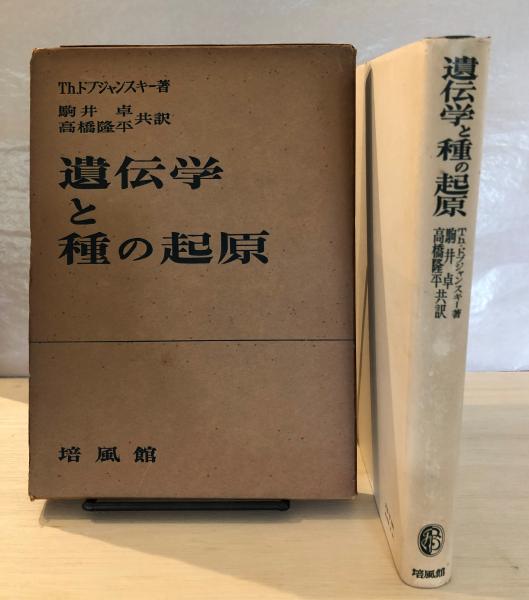 Th.ドブジャンスキー著
駒井 卓
高橋隆平 共訳
遺伝学
と
種の起原
培風館
遺伝学と種の起原
Th.ドブジャンスキー著
駒井 卓
高橋隆平 共訳
培風館